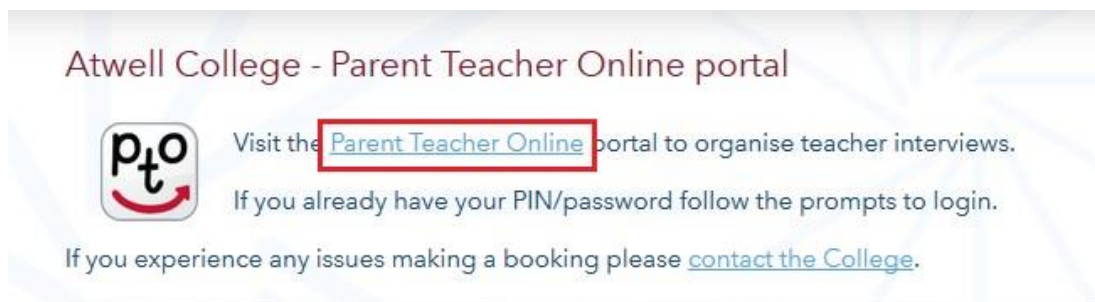 Atwell College - Parent Teacher Online portal
pto
Visit the Parent Teacher Online portal to organise teacher interviews.
If you already have your PIN/password follow the prompts to login.
If you experience any issues making a booking please contact the College.